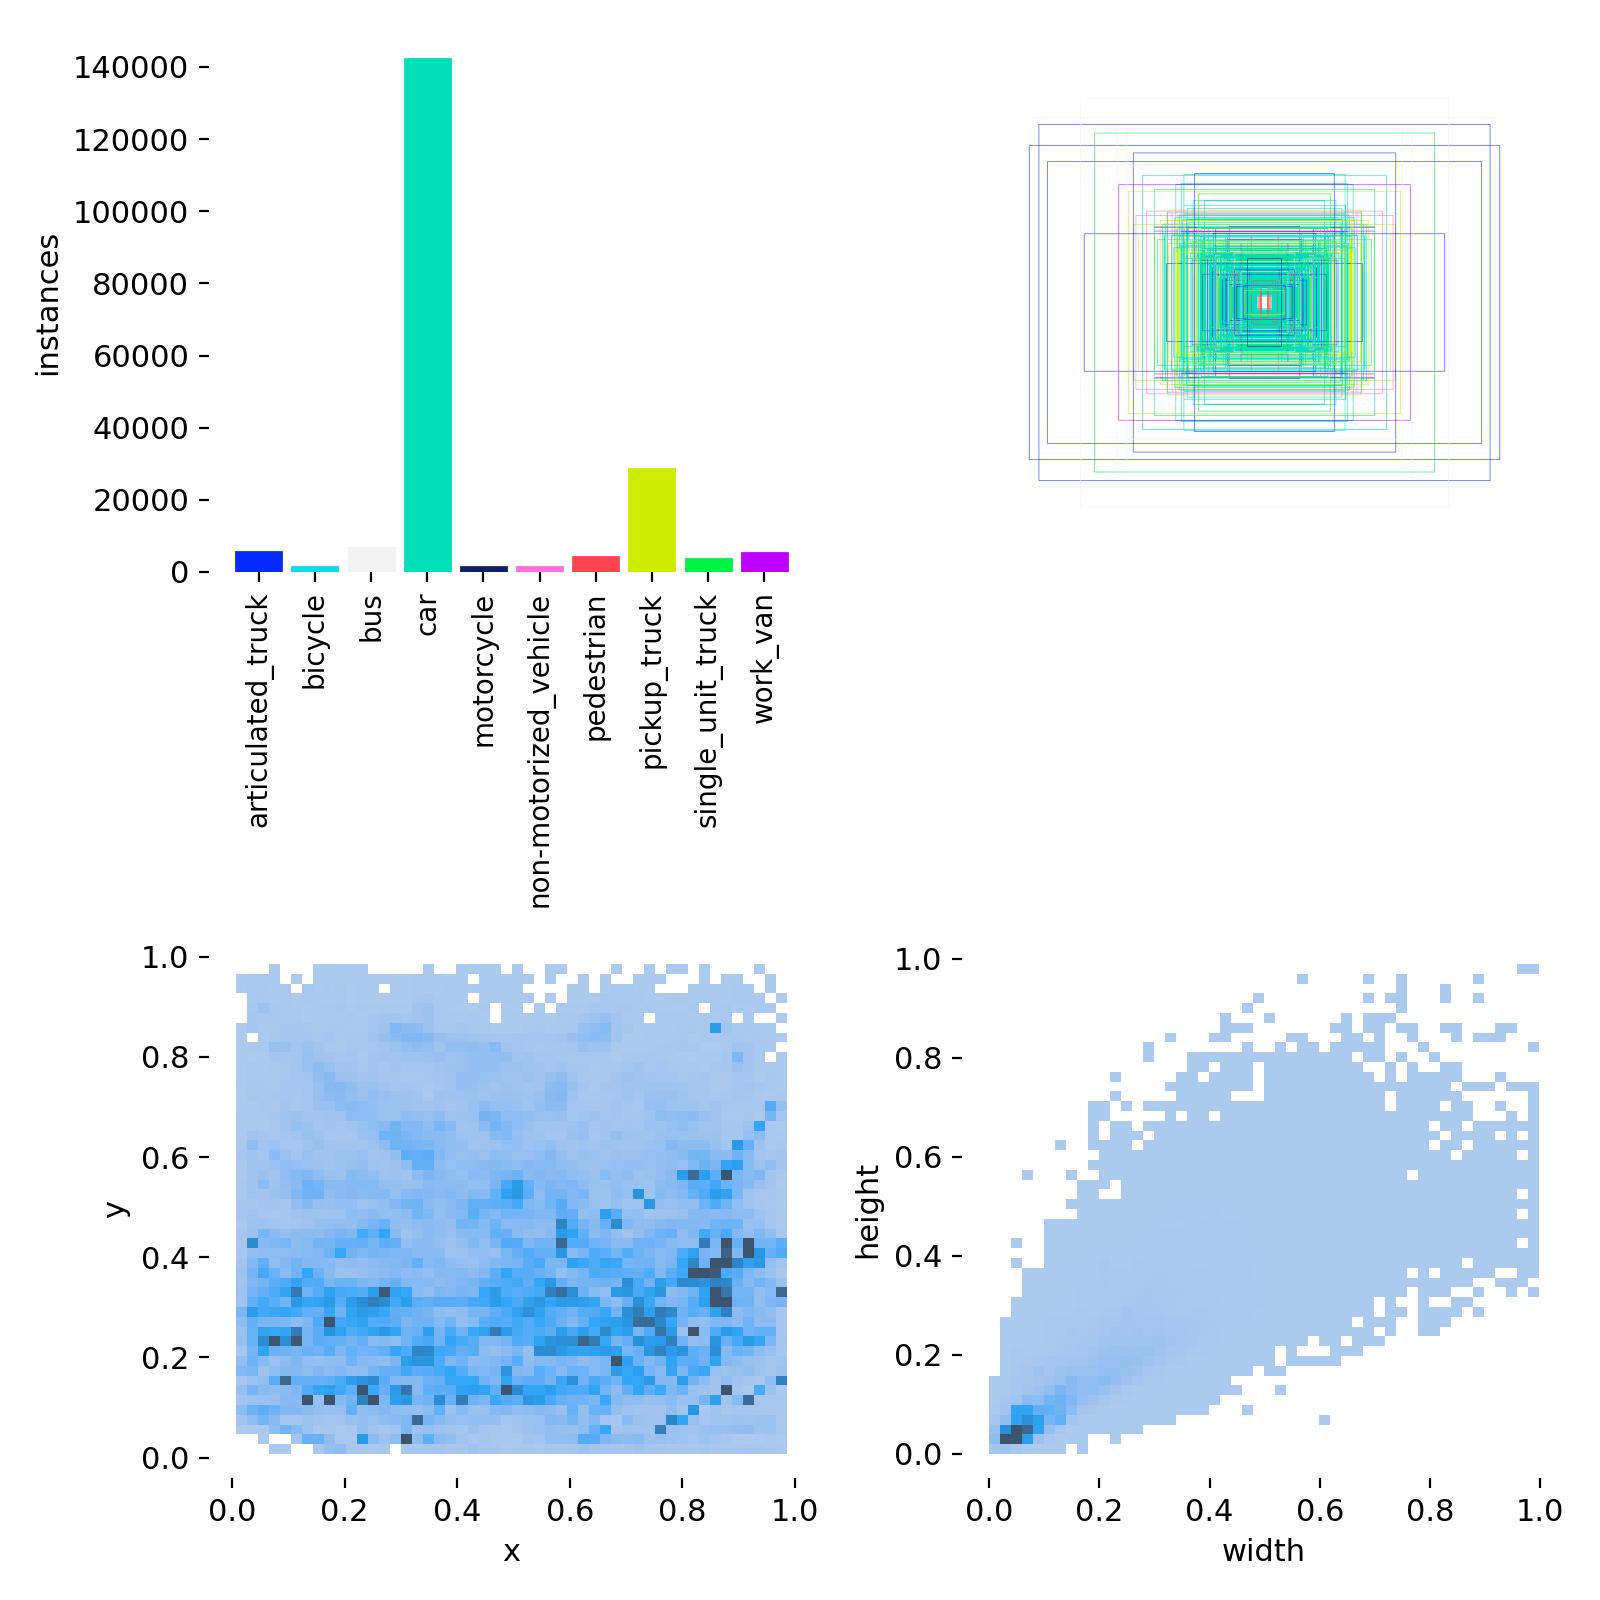 140000
120000
100000
80000
60000
40000
20000
0
instances
articulated_truck
bicycle
bus
car
motorcycle
non-motorized_vehicle
pedestrian
pickup_truck
single_unit_truck
work_van
1.0
0.8
0.6
0.4
0.2
0.0
y
0.0 0.2 0.4 0.6 0.8 1.0
x
1.0
0.8
0.6
0.4
0.2
0.0
height
0.0 0.2 0.4 0.6 0.8 1.0
width